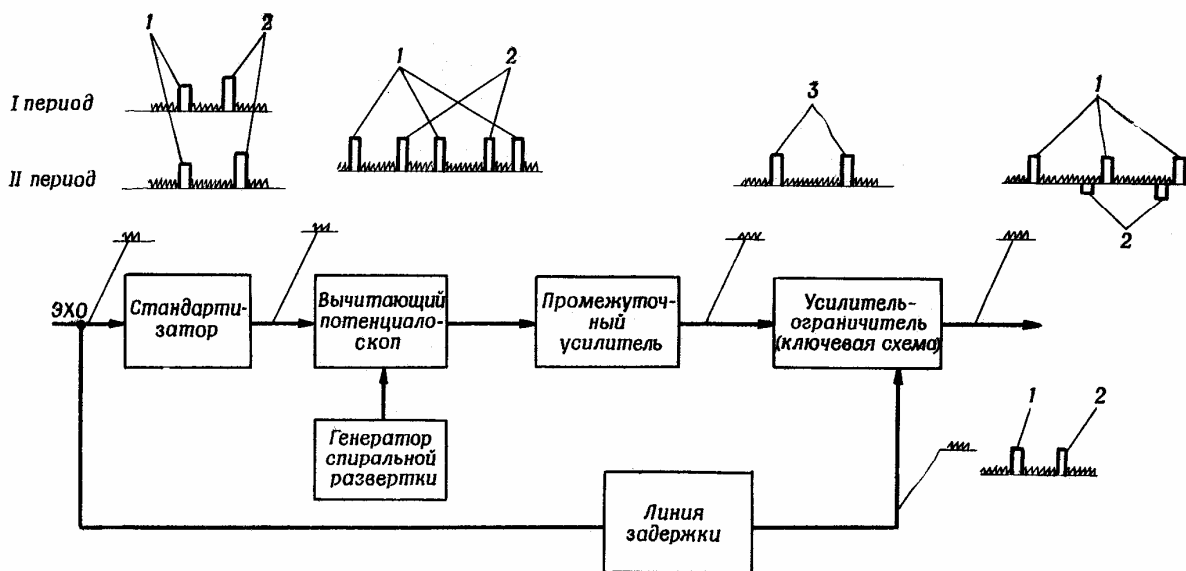 1
2
1
2
3
1
I период
II период
2
ЭХО
Стандарти-
затор
Вычитающий
потенциало-
скоп
Промежуточ-
ный
усилитель
Усилитель-
ограничитель
(ключевая схема)
Генератор
спиральной
развертки
1
2
Линия
задержки